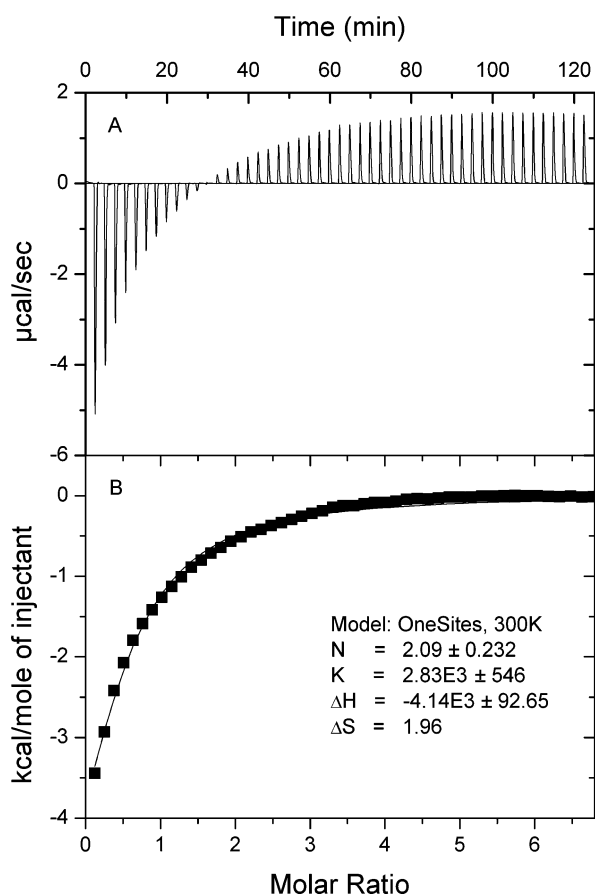 Time (min)
0 20 40 60 80 100 120
2
A
0
-2
-4
-6
µcal/sec
B
0
-1
-2
-3
-4
kcal/mole of injectant
Model: OneSites, 300K
N = 2.09 ± 0.232
K = 2.83E3 ± 546
ΔH = -4.14E3 ± 92.65
ΔS = 1.96
0 1 2 3 4 5 6
Molar Ratio